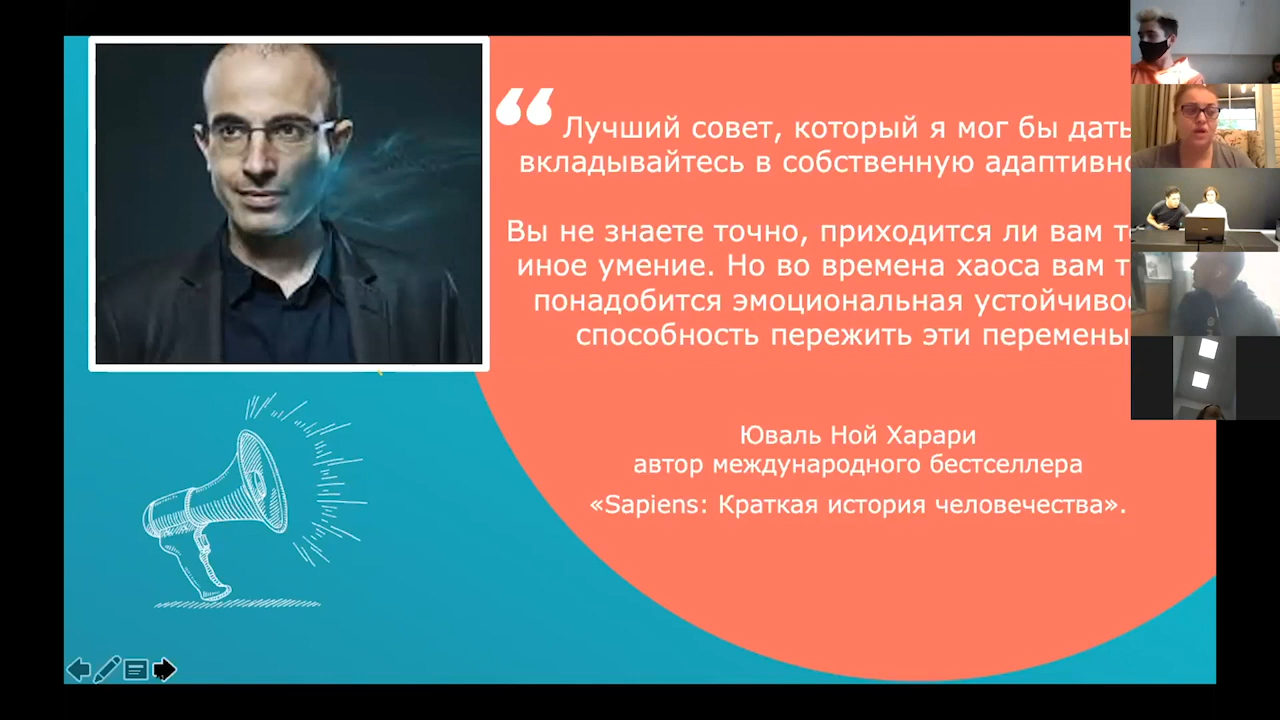 “
Лучший совет, который я мог бы дать
вкладывайтесь в собственную
Вы не знаете точно, приходится ли вам
иное умение. Но во времена хаоса вам
понадобится эмоциональная
способность пережить эти перемены
Юваль Ной Харари
автор международного бестселлера
«Sapiens: Краткая история человечества».